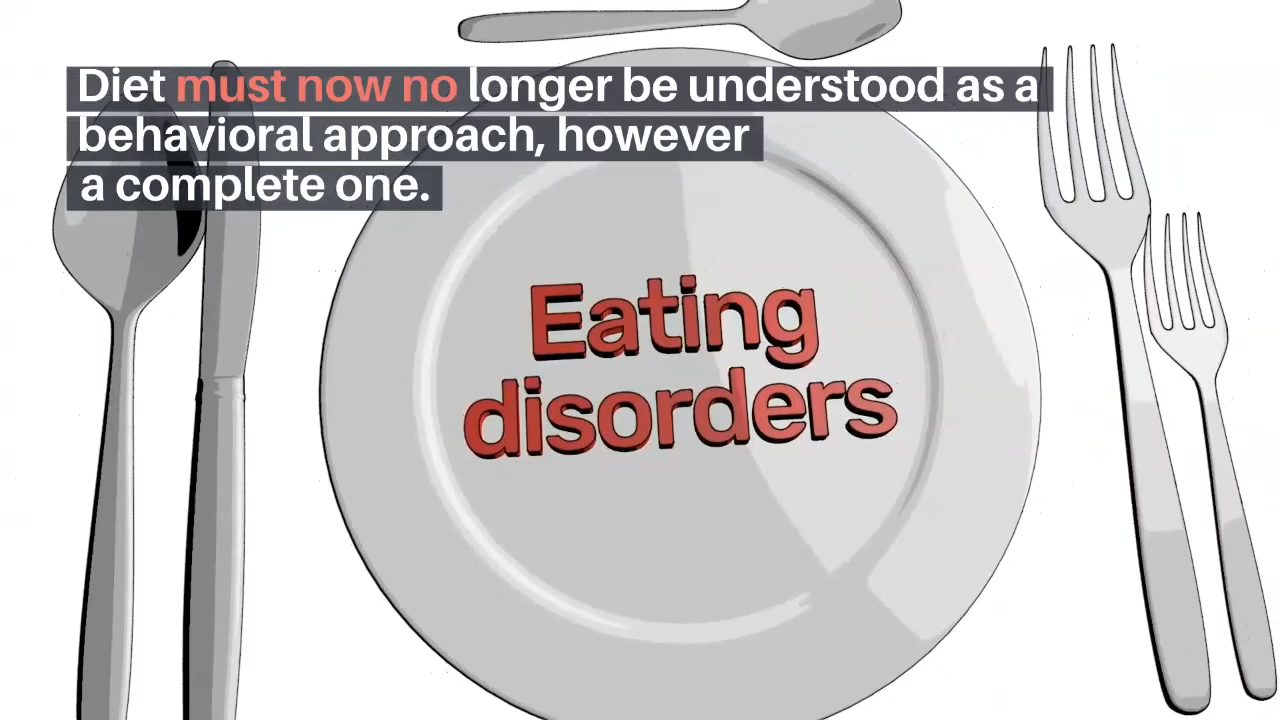 Diet must now no longer be understood as a
behavioral approach, however
a complete one.
Eating
disorders